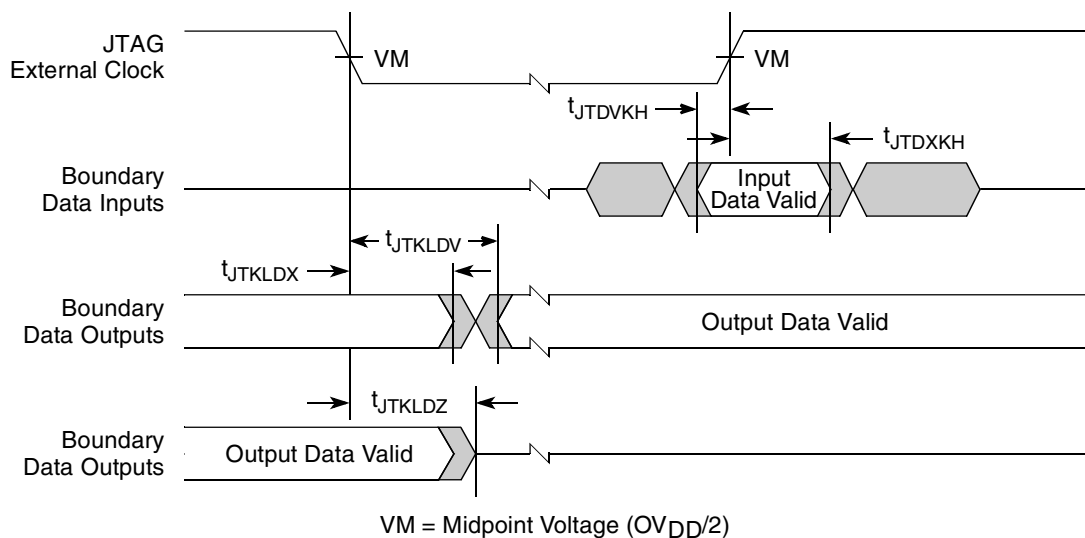 JTAG
External Clock
VM
VM
tJTDVKH
tJTDXKH
Boundary
Data Inputs
Input
Data Valid
tJTKLDV
tJTKLDX
Boundary
Data Outputs
Output Data Valid
tJTKLDZ
Boundary
Data Outputs
Output Data Valid
VM = Midpoint Voltage (OVDD/2)